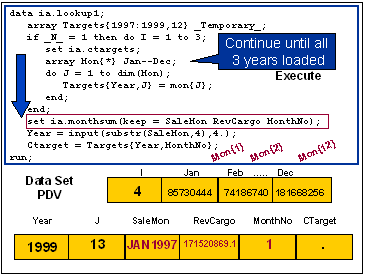 data ia.lookup1;
array Targets{1997:1999,12} _Temporary_;
if _N_ = 1 then do I = 1 to 3;
set ia.ctargets;
array Mon{*} Jan--Dec;
do J = 1 to dim(Mon);
Targets{Year,J} = mon{J};
end;
end;
set ia.monthsum(keep = SaleMon RevCargo MonthNo);
Year = input(substr(SaleMon,4),4.);
Ctarget = Targets{Year,MonthNo};
run;
Continue until all
3 years loaded
Execute
Mon{1} Mon{2} Mon{12}
Data Set
PDV
I Jan Feb ..... Dec
4 85730444 74186740 181668256
Year J SaleMon RevCargo MonthNo CTarget
1999 13 JAN1997 171520869.1 1 .